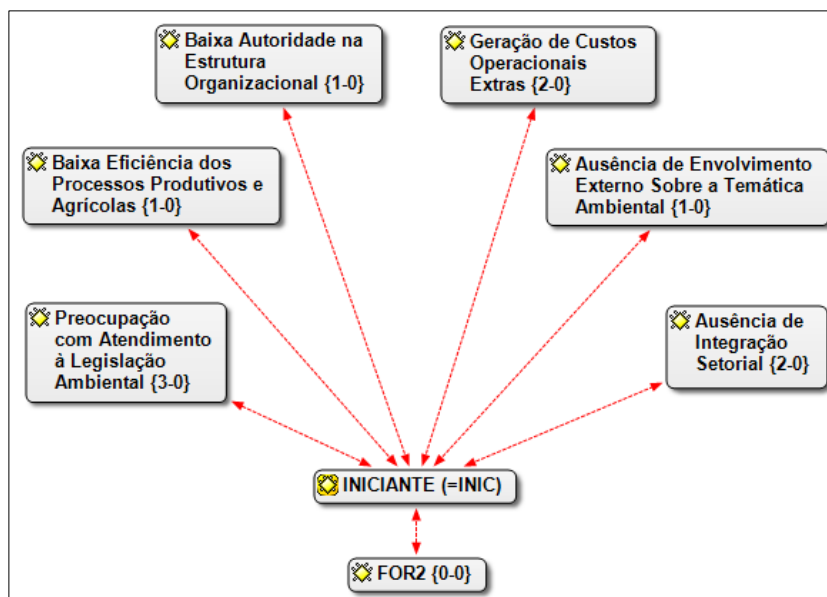 Baixa Autoridade na
Estrutura
Organizacional {1-0}
Geração de Custos
Operacionais
Extras {2-0}
Baixa Eficiência dos
Processos Produtivos e
Agrícolas {1-0}
Ausência de Envolvimento
Externo Sobre a Temática
Ambiental {1-0}
Preocupação
com Atendimento
à Legislação
Ambiental {3-0}
Ausência de
Integração
Setorial {2-0}
INICIANTE (=INIC)
FOR2 {0-0}